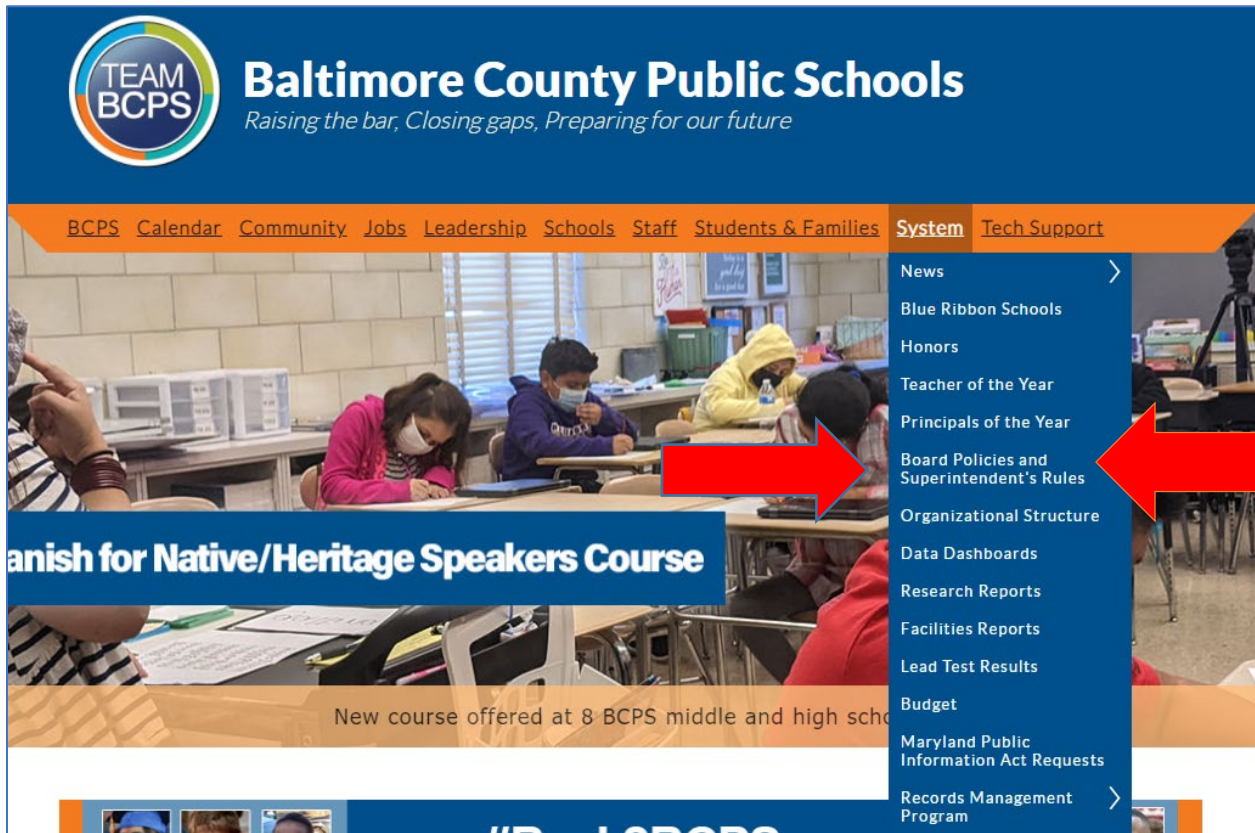 TEAM
BCPS
Baltimore County Public Schools
Raising the bar, Closing gaps, Preparing for our future
BCPS Calendar Community Jobs Leadership Schools Staff Students & Families System Tech Support
News
Blue Ribbon Schools
Honors
Teacher of the Year
Principals of the Year
Board Policies and
Superintendent's Rules
Organizational Structure
Data Dashboards
Research Reports
Facilities Reports
Lead Test Results
Budget
Maryland Public
Information Act Requests
Records Management
Program
anish for Native/Heritage Speakers Course
New course offered at 8 BCPS middle and high